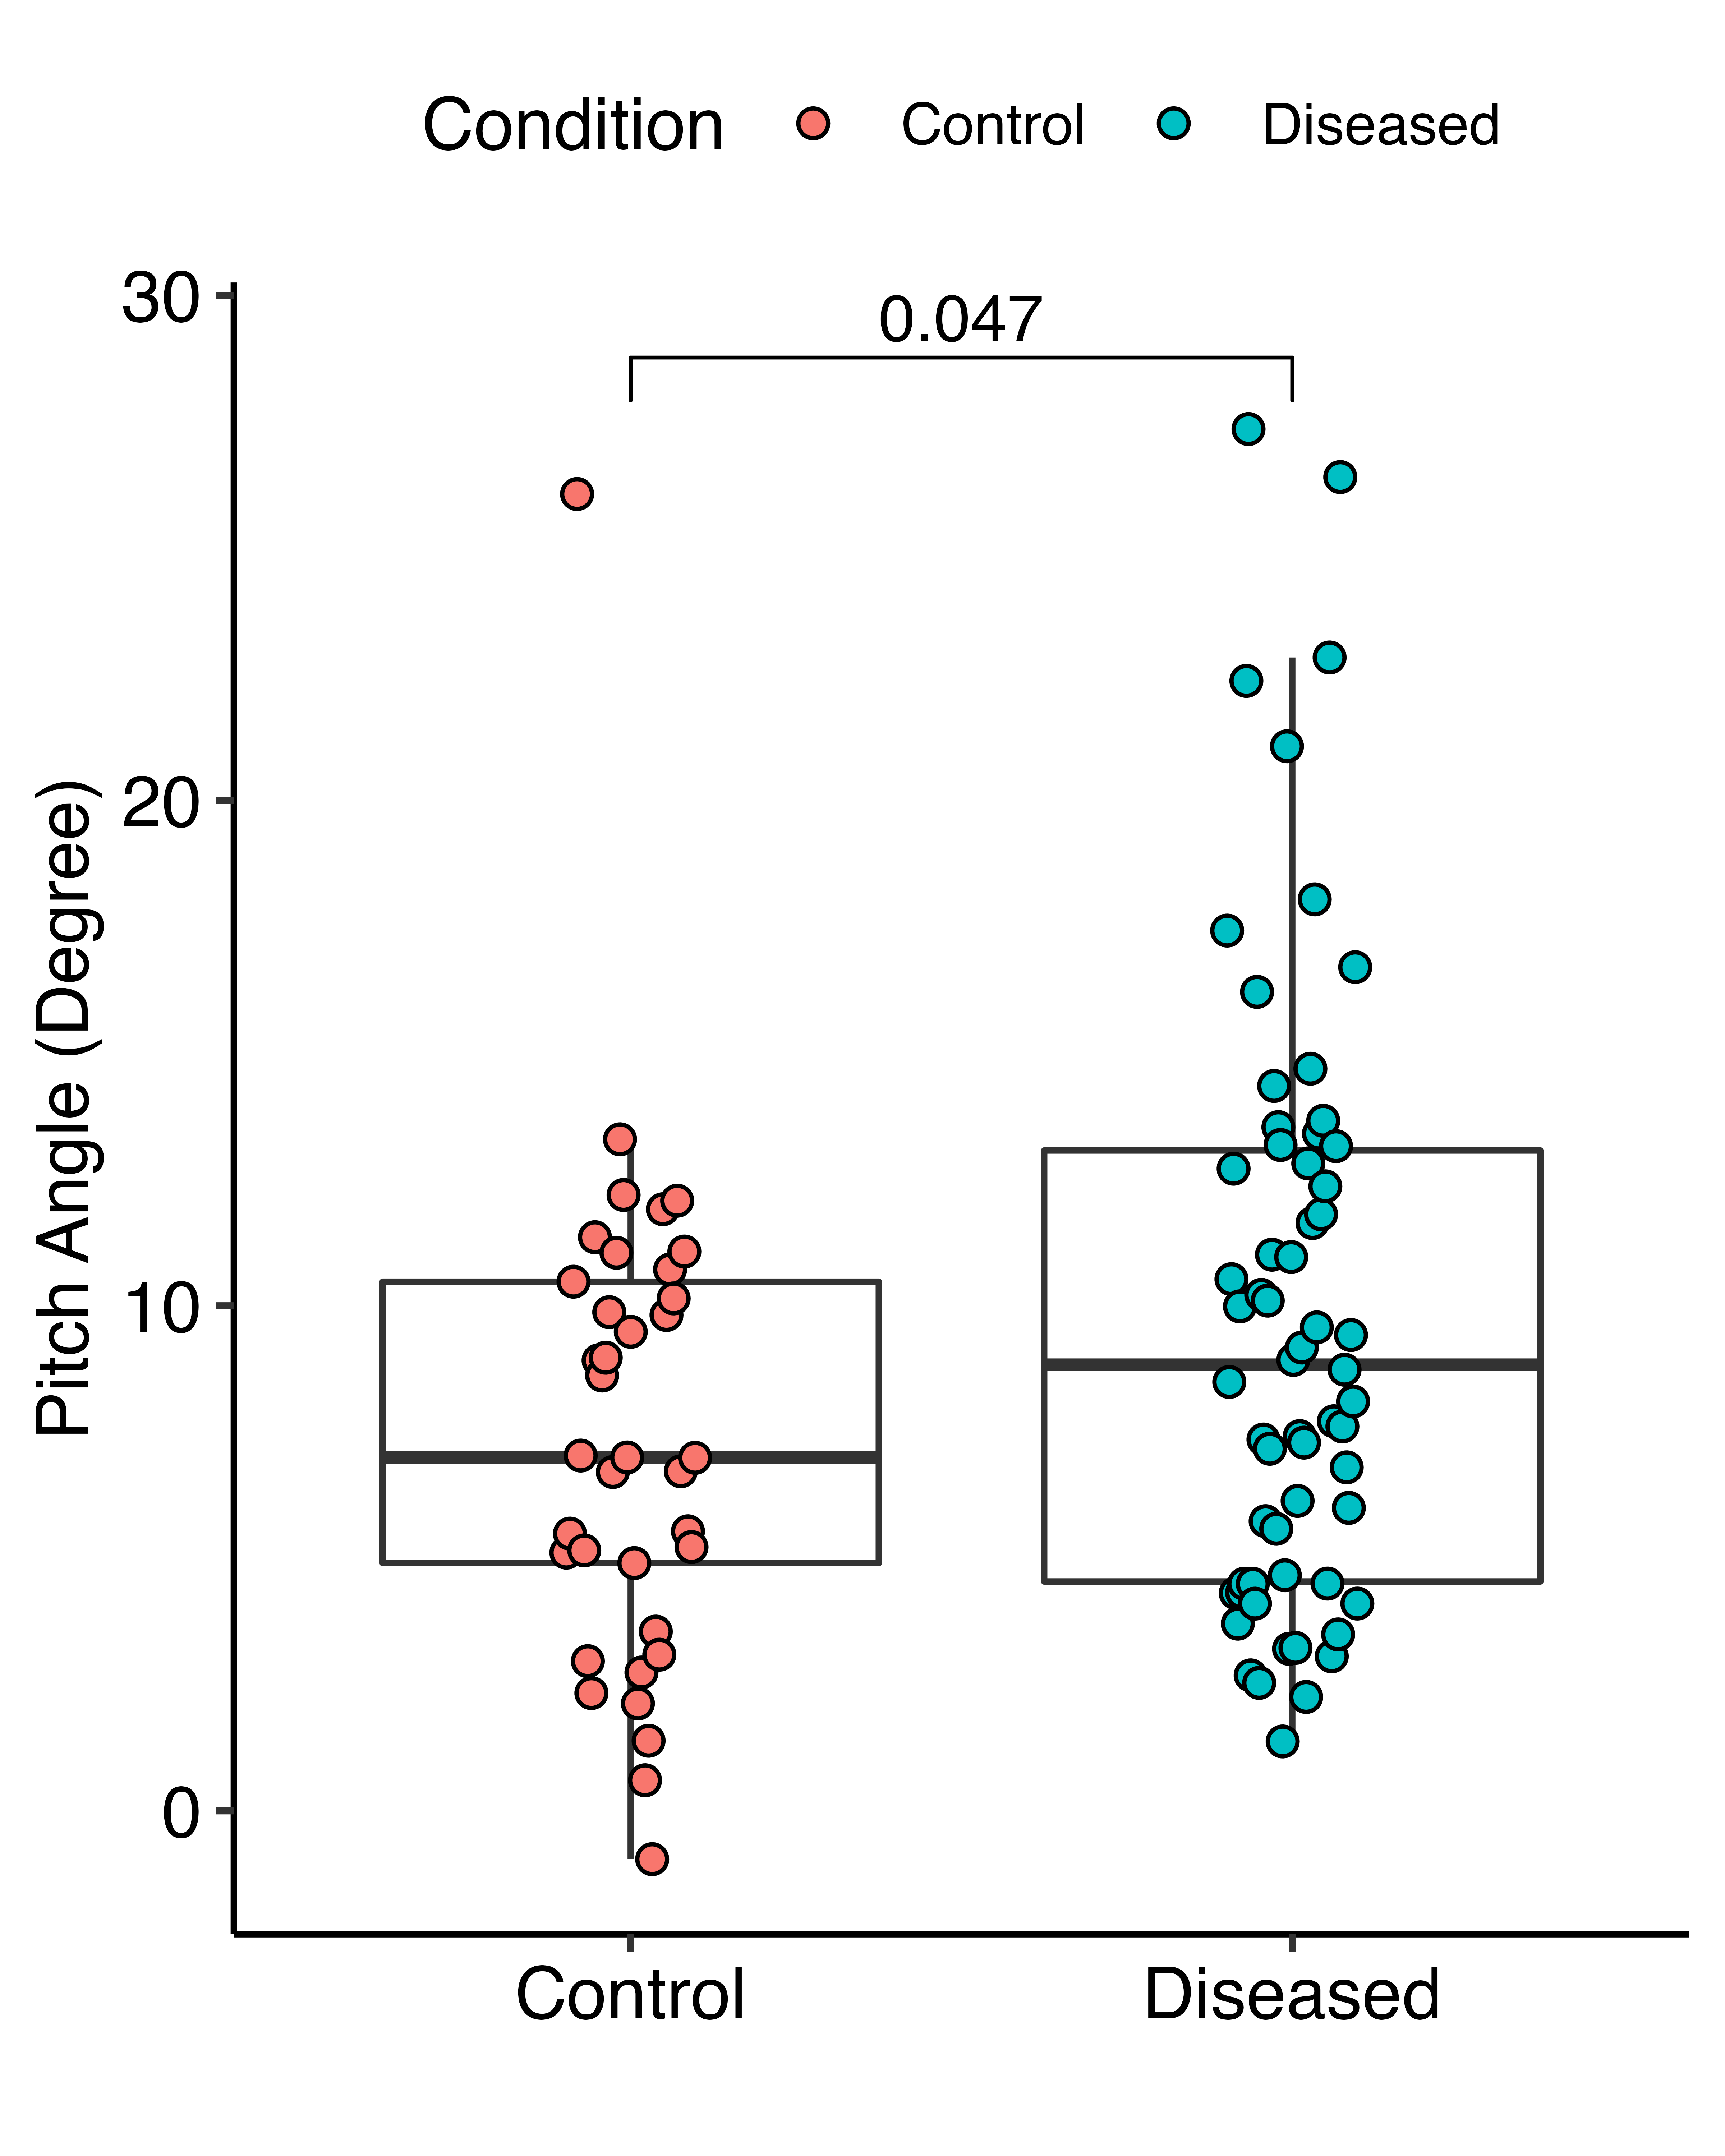 Condition Control Diseased
30
0.047
20
10
0
Pitch Angle (Degree)
Control Diseased